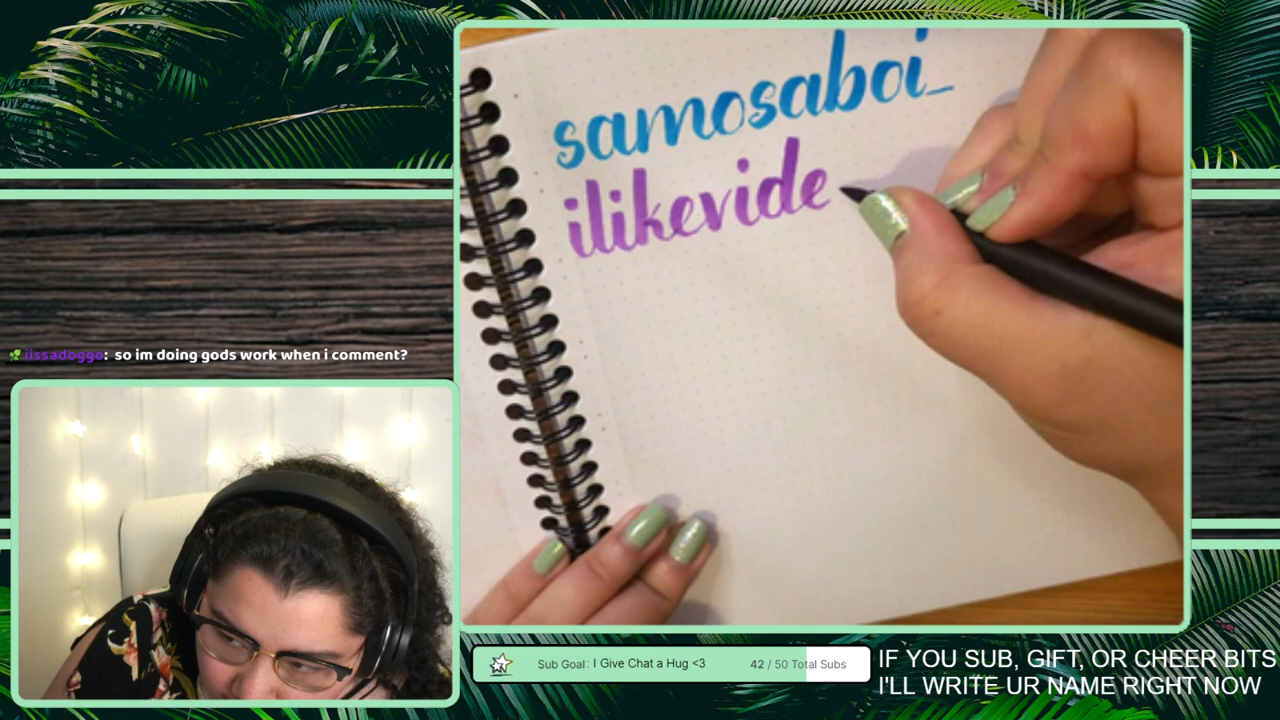 samosaboi_
ilikevide
iissadoggo: so im doing gods work when i comment?
Sub Goal: I Give Chat a Hug <3 42 / 50 Total Subs
IF YOU SUB, GIFT, OR CHEER BITS
I'LL WRITE UR NAME RIGHT NOW